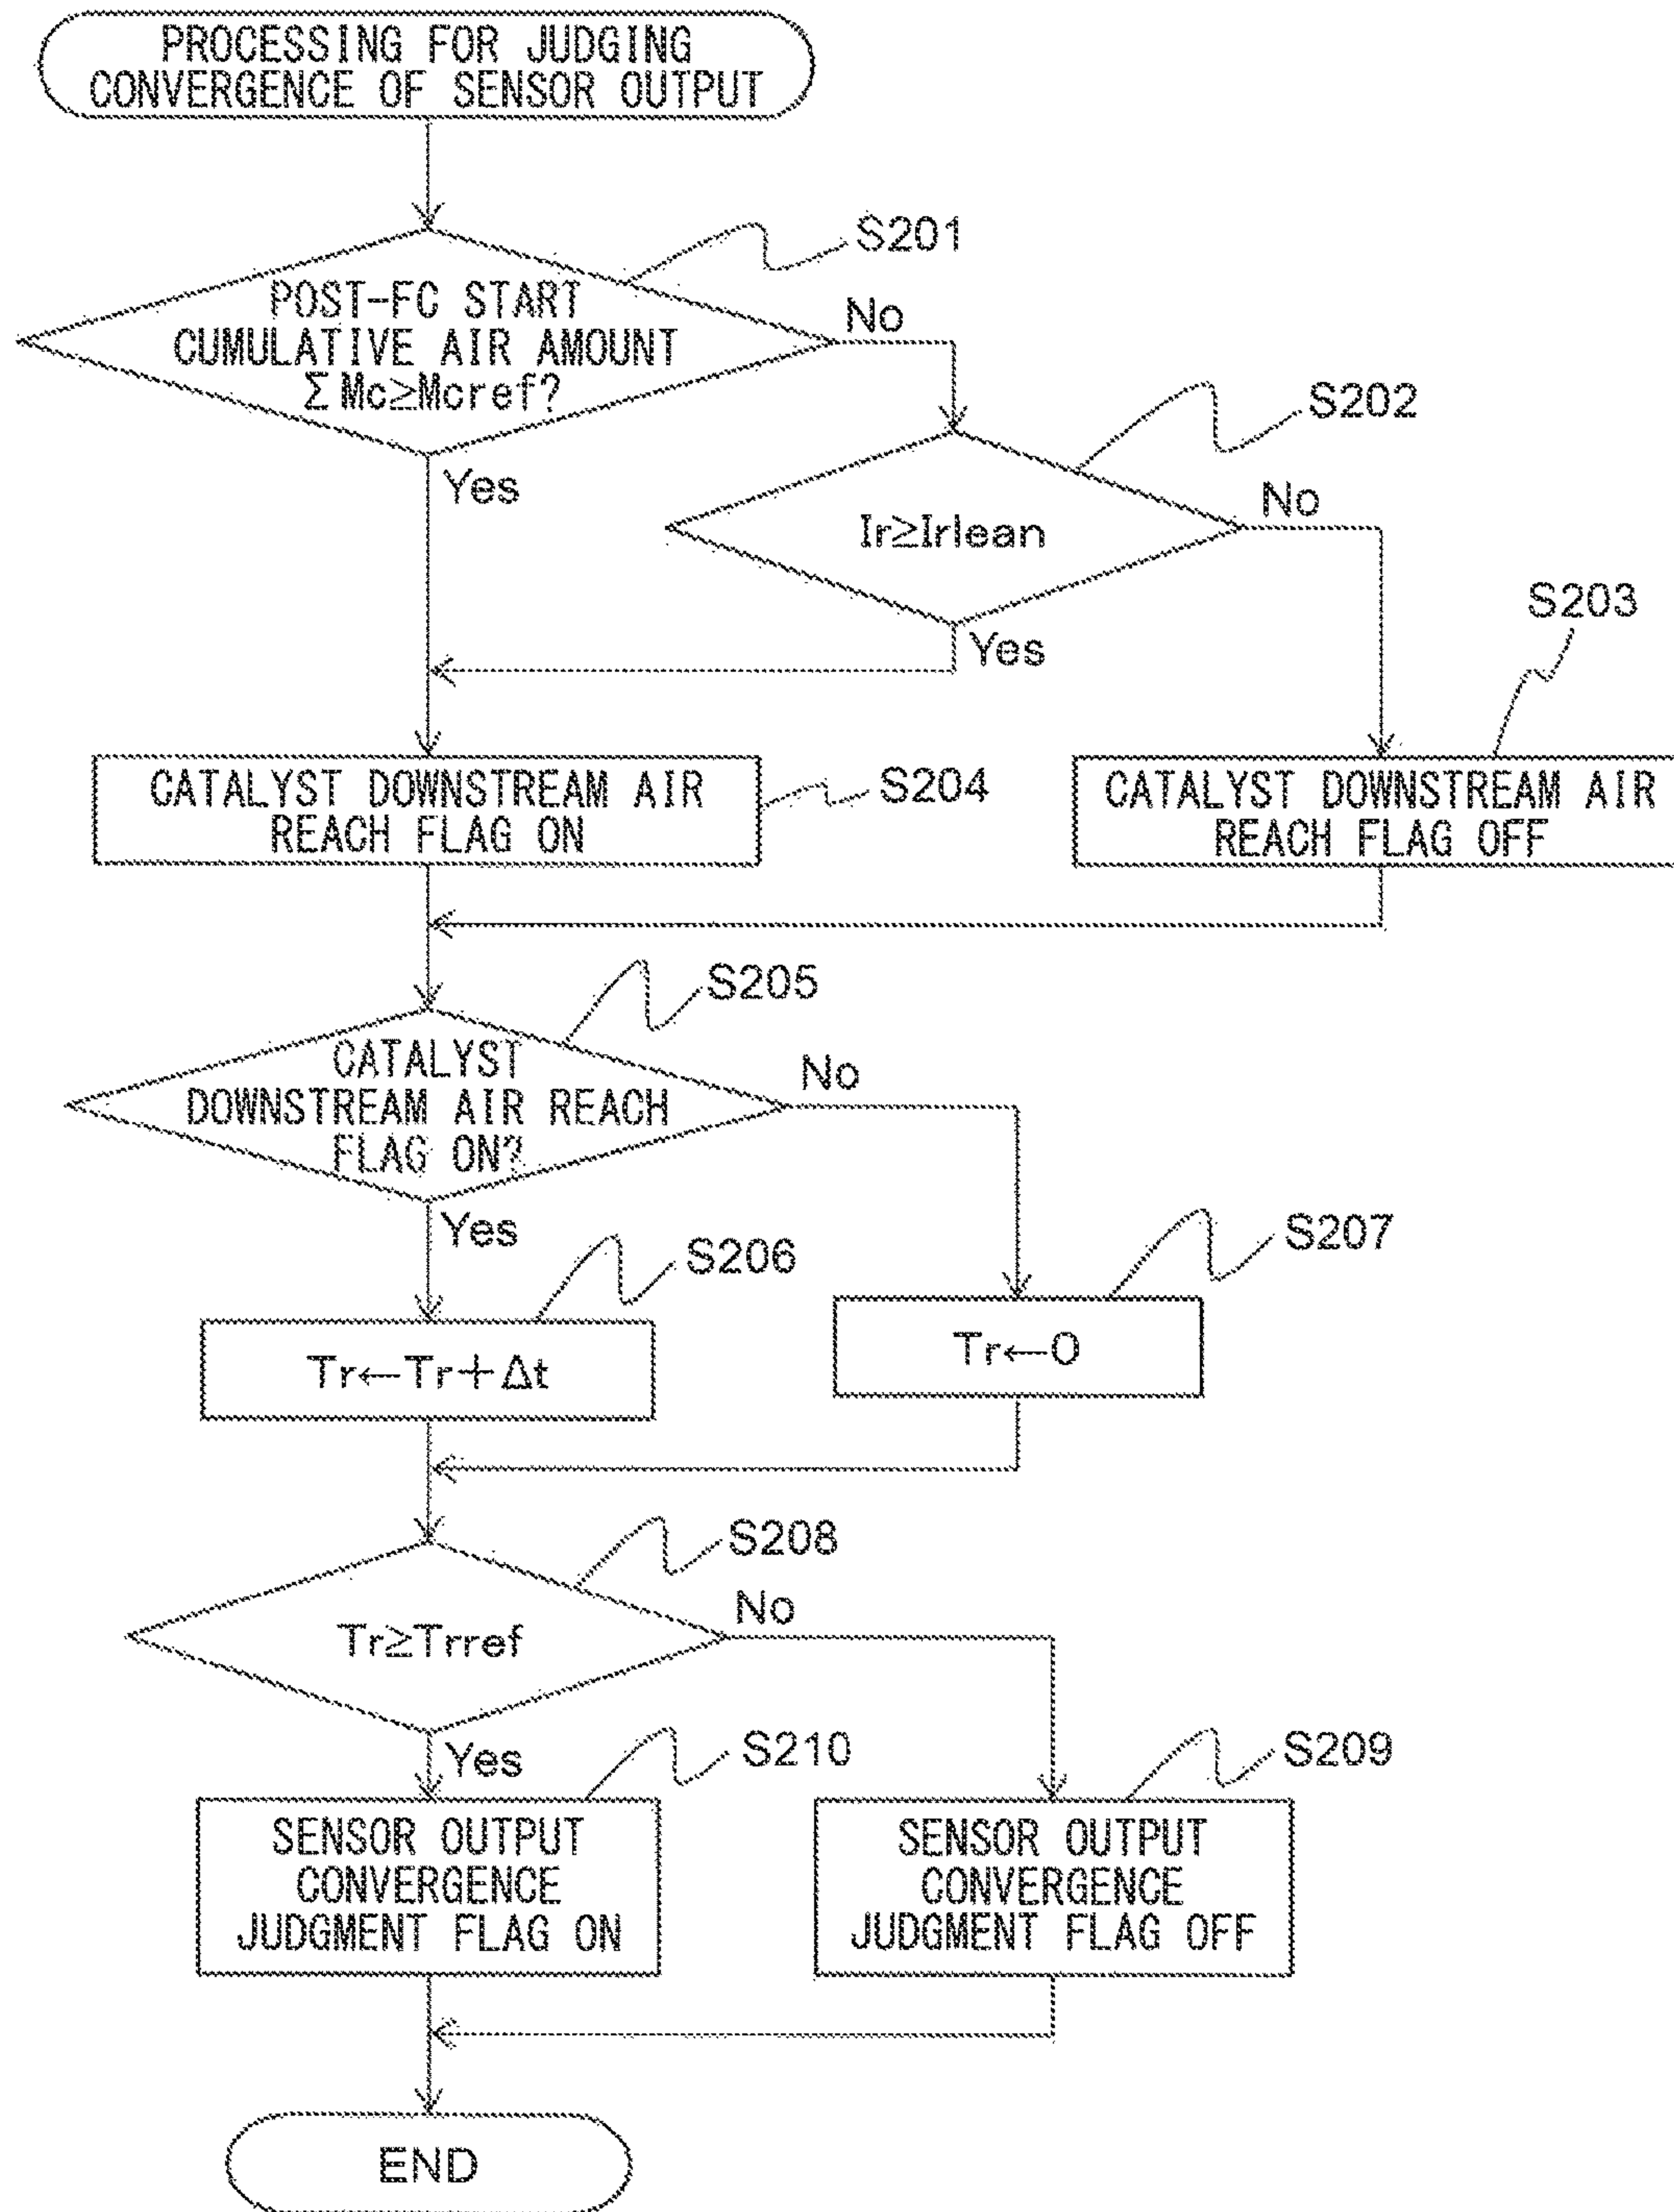 PROCESSING FOR JUDGING
CONVERGENCE OF SENSOR OUTPUT
S201
POST-FC START
CUMULATIVE AIR AMOUNT
Σ Mc≥Mcref?
No
Yes
S202
Ir≥Irlean
No
Yes
S203
CATALYST DOWNSTREAM AIR
REACH FLAG ON
S204
CATALYST DOWNSTREAM AIR
REACH FLAG OFF
S205
CATALYST
DOWNSTREAM AIR REACH
FLAG ON?
No
Yes
S206
Tr←Tr+Δt
S207
Tr←0
S208
Tr≥Trref
No
Yes
S210
SENSOR OUTPUT
CONVERGENCE
JUDGMENT FLAG ON
S209
SENSOR OUTPUT
CONVERGENCE
JUDGMENT FLAG OFF
END